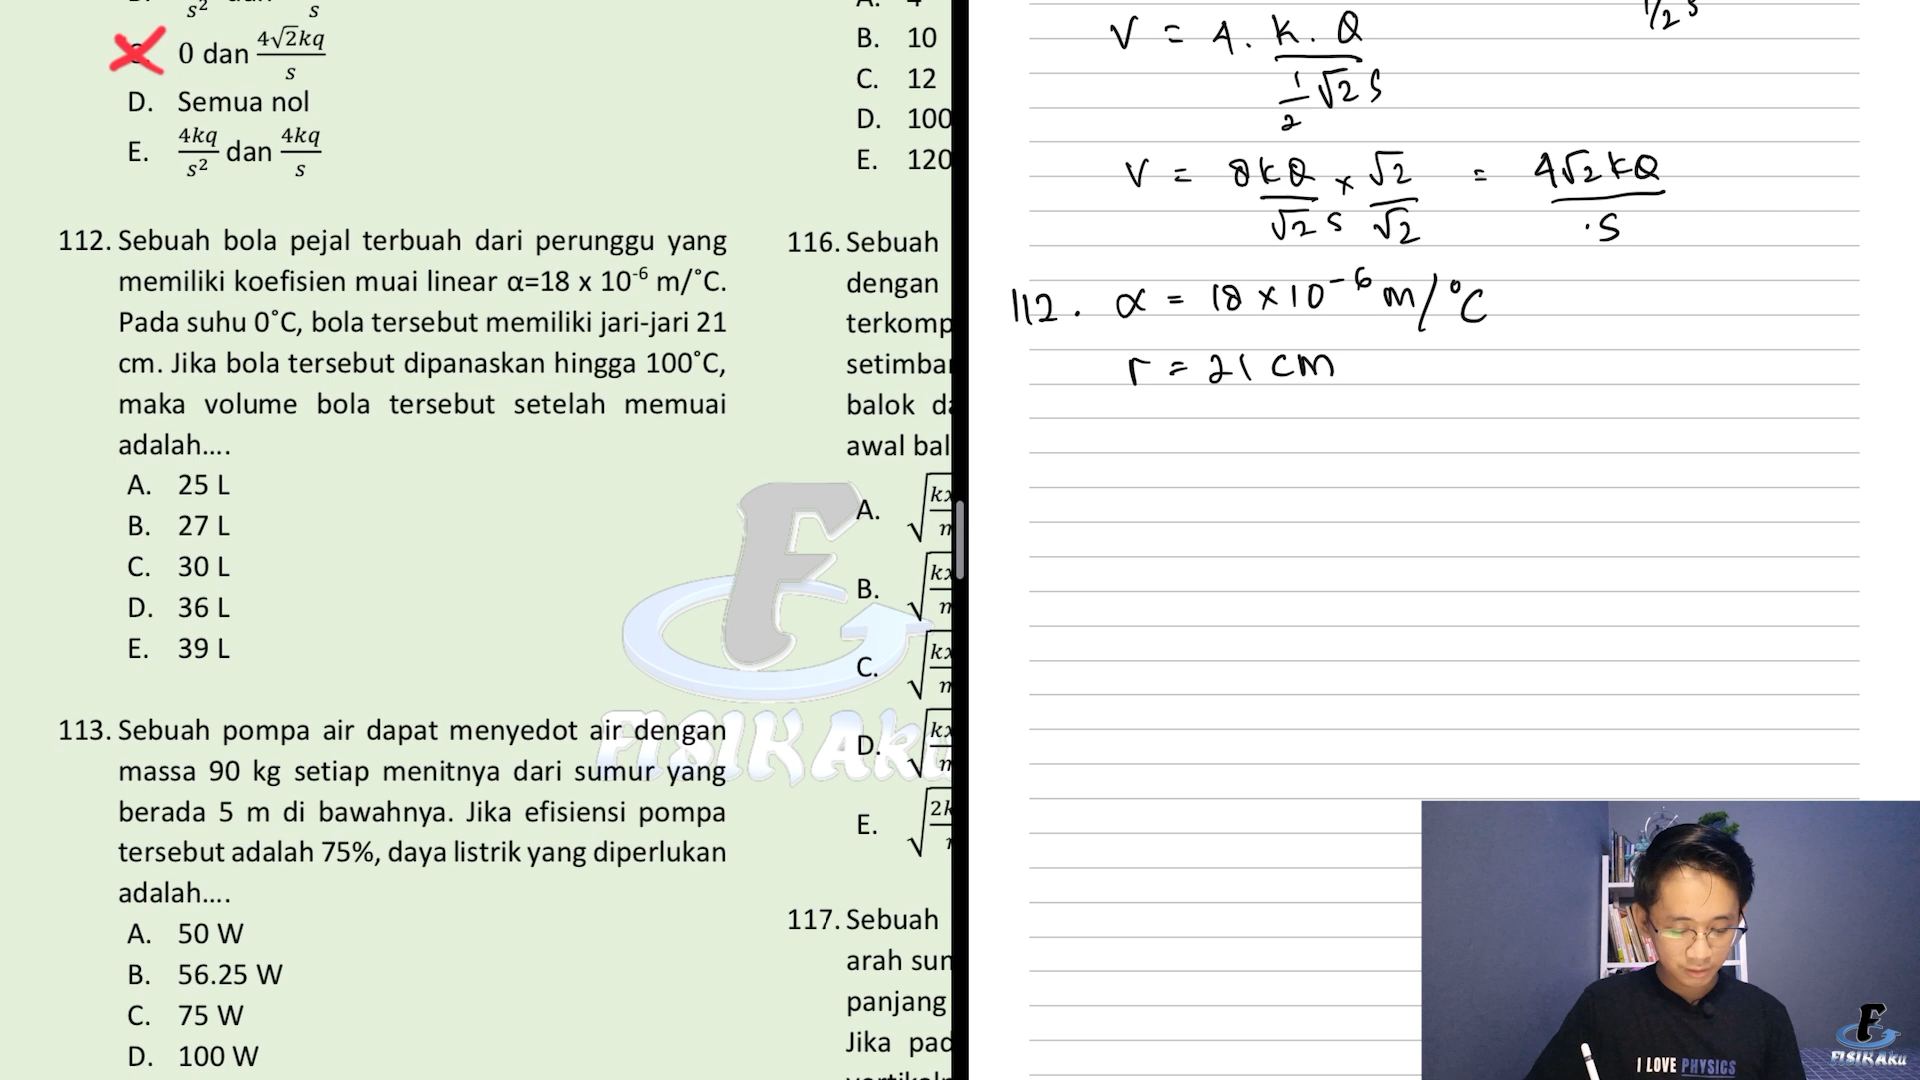 0 dan 4√2kq/s
D. Semua nol
E. 4kq/s² dan 4kq/s
112. Sebuah bola pejal terbuah dari perunggu yang
memiliki koefisien muai linear α=18 x 10⁻⁶ m/˚C.
Pada suhu 0˚C, bola tersebut memiliki jari-jari 21
cm. Jika bola tersebut dipanaskan hingga 100˚C,
maka volume bola tersebut setelah memuai
adalah....
A. 25 L
B. 27 L
C. 30 L
D. 36 L
E. 39 L
113. Sebuah pompa air dapat menyedot air dengan
massa 90 kg setiap menitnya dari sumur yang
berada 5 m di bawahnya. Jika efisiensi pompa
tersebut adalah 75%, daya listrik yang diperlukan
adalah....
A. 50 W
B. 56.25 W
C. 75 W
D. 100 W
B. 10
C. 12
D. 100
E. 120
116. Sebuah
dengan
terkomp
setimba
balok d
awal bal
A.
B.
C.
D.
E.
117. Sebuah
arah sun
panjang
Jika pad
FISIKAku
V = 4. K. Q / ½√2 s
V = 8kQ/√2 s x √2/√2 = 4√2 kQ/s
112. α = 18 x 10⁻⁶ m/°C
r = 21 cm
I LOVE PHYSICS
FISIKAku